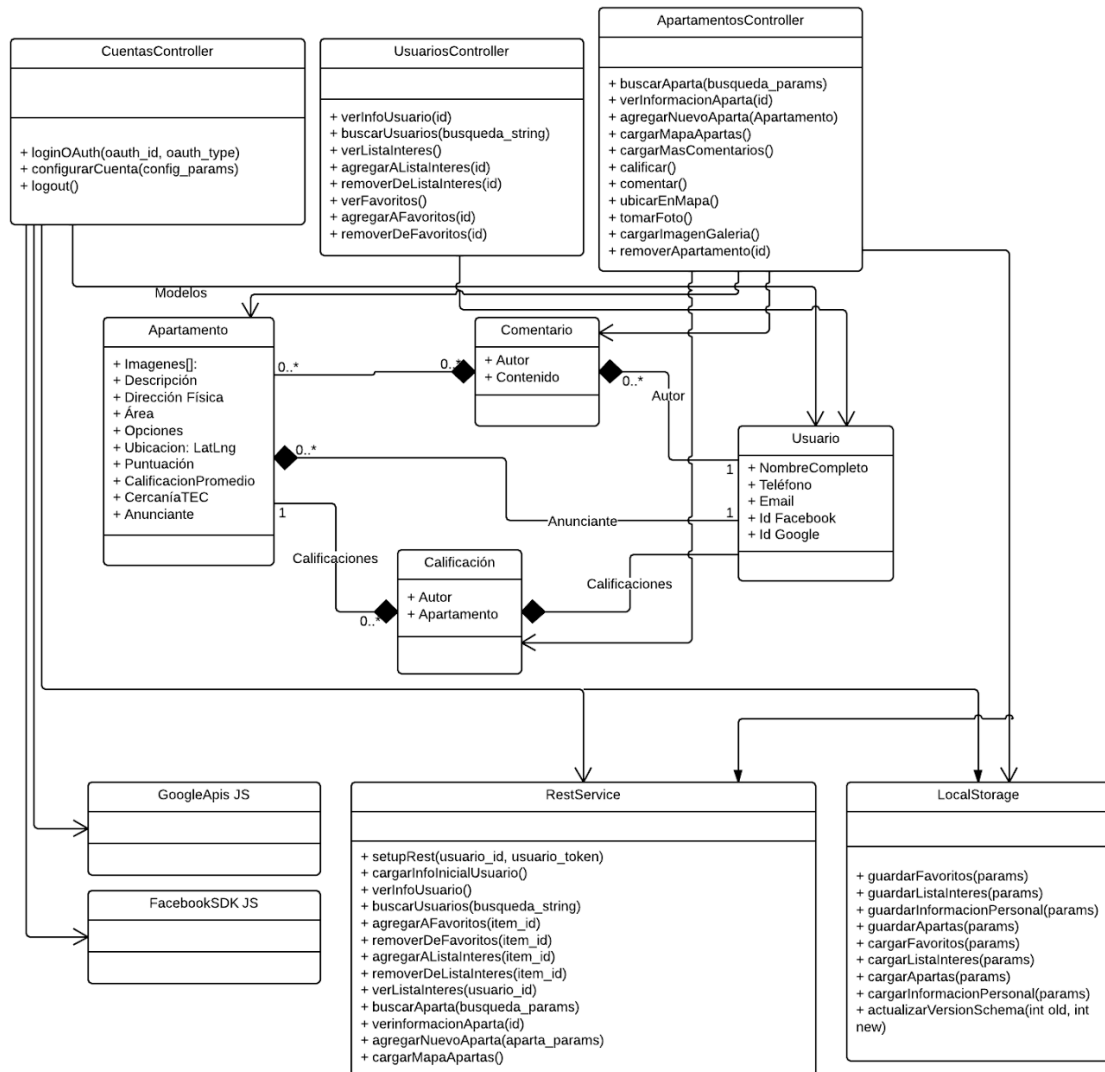 CuentasController
+ loginOAuth(oauth_id, oauth_type)
+ configurarCuenta(config_params)
+ logout()
UsuariosController
+ verInfoUsuario(id)
+ buscarUsuarios(busqueda_string)
+ verListaInteres()
+ agregarAListaInteres(id)
+ removerDeListaInteres(id)
+ verFavoritos()
+ agregarAFavoritos(id)
+ removerDeFavoritos(id)
ApartamentosController
+ buscarAparta(busqueda_params)
+ verInformacionAparta(id)
+ agregarNuevoAparta(Apartamento)
+ cargarMapaApartas()
+ cargarMasComentarios()
+ calificar()
+ comentar()
+ ubicarEnMapa()
+ tomarFoto()
+ cargarImagenGaleria()
+ removerApartamento(id)
Modelos
Apartamento
+ Imagenes[]:
+ Descripción
+ Dirección Física
+ Área
+ Opciones
+ Ubicacion: LatLng
+ Puntuación
+ CalificacionPromedio
+ CercaníaTEC
+ Anunciante
0..*
0..*
Comentario
+ Autor
+ Contenido
0..*
Autor
1
Usuario
+ NombreCompleto
+ Teléfono
+ Email
+ Id Facebook
+ Id Google
0..*
Anunciante
1
1
Calificaciones
0..*
Calificación
+ Autor
+ Apartamento
Calificaciones
GoogleApis JS
FacebookSDK JS
RestService
+ setupRest(usuario_id, usuario_token)
+ cargarInfoInicialUsuario()
+ verInfoUsuario()
+ buscarUsuarios(busqueda_string)
+ agregarAFavoritos(item_id)
+ removerDeFavoritos(item_id)
+ agregarAListaInteres(item_id)
+ removerDeListaInteres(item_id)
+ verListaInteres(usuario_id)
+ buscarAparta(busqueda_params)
+ verinformacionAparta(id)
+ agregarNuevoAparta(aparta_params)
+ cargarMapaApartas()
LocalStorage
+ guardarFavoritos(params)
+ guardarListaInteres(params)
+ guardarInformacionPersonal(params)
+ guardarApartas(params)
+ cargarFavoritos(params)
+ cargarListaInteres(params)
+ cargarApartas(params)
+ cargarInformacionPersonal(params)
+ actualizarVersionSchema(int old, int
new)